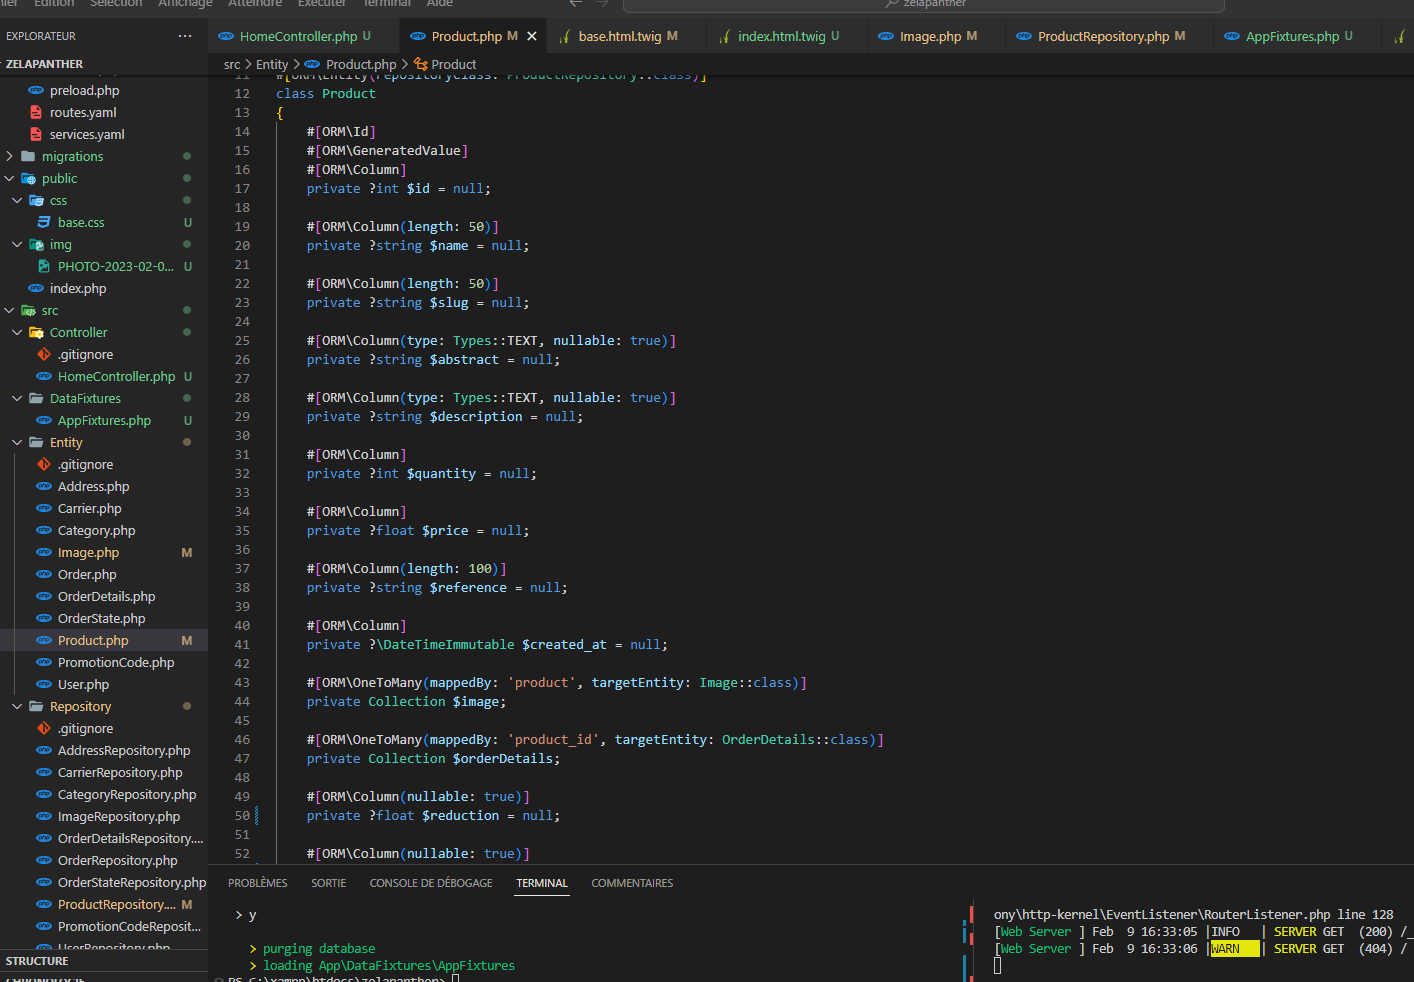 Edition Sélection Affichage Atteindre Exécuter Terminal Aide
zelapanther
EXPLORATEUR ···
HomeController.php U
Product.php M
base.html.twig M
index.html.twig U
Image.php M
ProductRepository.php M
AppFixtures.php U
ZELAPANTHER
preload.php
routes.yaml
services.yaml
migrations
public
css
base.css U
img
PHOTO-2023-02-0... U
index.php
src
Controller
.gitignore
HomeController.php U
DataFixtures
AppFixtures.php U
Entity
.gitignore
Address.php
Carrier.php
Category.php
Image.php M
Order.php
OrderDetails.php
OrderState.php
Product.php M
PromotionCode.php
User.php
Repository
.gitignore
AddressRepository.php
CarrierRepository.php
CategoryRepository.php
ImageRepository.php
OrderDetailsRepository....
OrderRepository.php
OrderStateRepository.php
ProductRepository.... M
PromotionCodeReposit...
UserRepository.php
STRUCTURE
CHRONOLOGIE
src > Entity > Product.php > Product
11 #[ORM\Entity(repositoryClass: ProductRepository::class)]
12 class Product
13 {
14 #[ORM\Id]
15 #[ORM\GeneratedValue]
16 #[ORM\Column]
17 private ?int $id = null;
18
19 #[ORM\Column(length: 50)]
20 private ?string $name = null;
21
22 #[ORM\Column(length: 50)]
23 private ?string $slug = null;
24
25 #[ORM\Column(type: Types::TEXT, nullable: true)]
26 private ?string $abstract = null;
27
28 #[ORM\Column(type: Types::TEXT, nullable: true)]
29 private ?string $description = null;
30
31 #[ORM\Column]
32 private ?int $quantity = null;
33
34 #[ORM\Column]
35 private ?float $price = null;
36
37 #[ORM\Column(length: 100)]
38 private ?string $reference = null;
39
40 #[ORM\Column]
41 private ?\DateTimeImmutable $created_at = null;
42
43 #[ORM\OneToMany(mappedBy: 'product', targetEntity: Image::class)]
44 private Collection $image;
45
46 #[ORM\OneToMany(mappedBy: 'product_id', targetEntity: OrderDetails::class)]
47 private Collection $orderDetails;
48
49 #[ORM\Column(nullable: true)]
50 private ?float $reduction = null;
51
52 #[ORM\Column(nullable: true)]
PROBLÈMES SORTIE CONSOLE DE DÉBOGAGE TERMINAL COMMENTAIRES
> y
> purging database
> loading App\DataFixtures\AppFixtures
PS C:\xampp\htdocs\zelapanther>
ony\http-kernel\EventListener\RouterListener.php line 128
[Web Server ] Feb 9 16:33:05 |INFO | SERVER GET (200) /_
[Web Server ] Feb 9 16:33:06 |WARN | SERVER GET (404) /